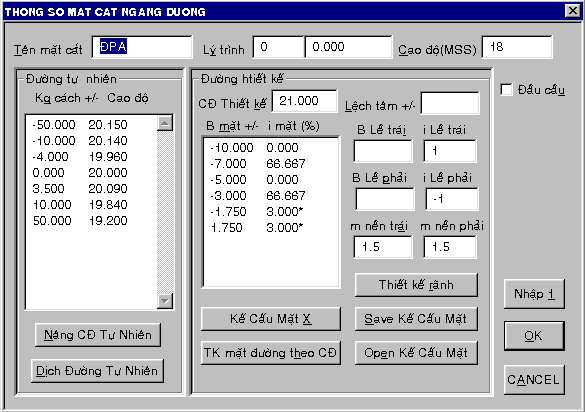 THONG SO MAT CAT NGANG DUONG
Tên mặt cắt ĐPA Lý trình 0 0.000 Cao độ(MSS) 18
Đường tự nhiên
Kg cách +/- Cao độ
-50.000 20.150
-10.000 20.140
-4.000 19.960
0.000 20.000
3.500 20.090
10.000 19.840
50.000 19.200
Nâng CĐ Tự Nhiên
Dịch Đường Tự Nhiên
Đường htiết kế
CĐ Thiết kế 21.000 Lệch tâm +/-
B mặt +/- i mặt (%)
-10.000 0.000
-7.000 66.667
-5.000 0.000
-3.000 66.667
-1.750 3.000*
1.750 3.000*
B Lề trái i Lề trái
1
B Lề phải i Lề phải
-1
m nền trái m nền phải
1.5 1.5
Thiết kế rãnh
Kế Cấu Mặt X Save Kế Cấu Mặt
TK mặt đường theo CĐ Open Kế Cấu Mặt
Đầu cầu
Nhập 1
OK
CANCEL